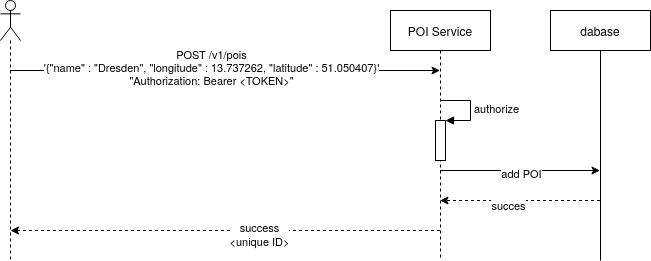 POI Service
dabase
POST /v1/pois
'{"name" : "Dresden", "longitude" : 13.737262, "latitude" : 51.050407}'
"Authorization: Bearer <TOKEN>"
authorize
add POI
succes
success
<unique ID>